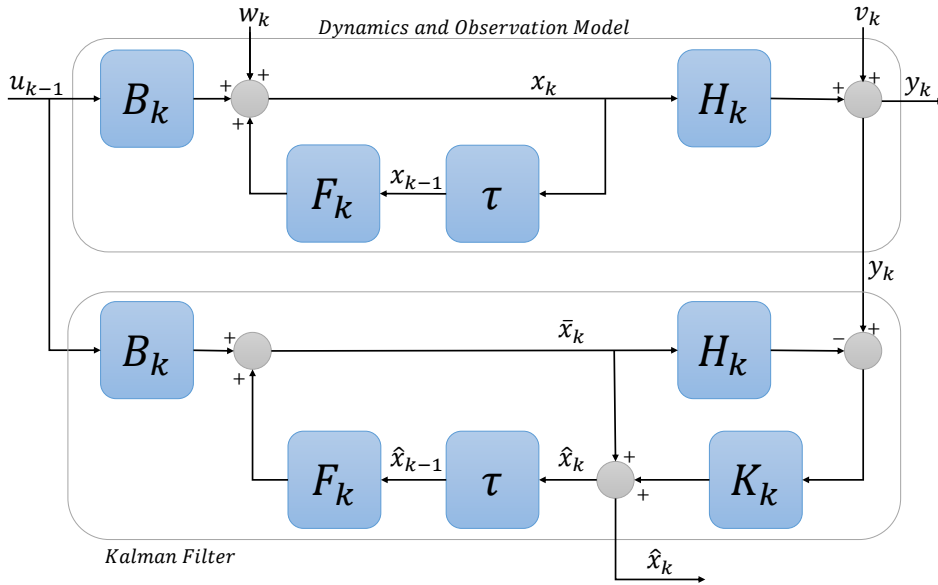 w_k
v_k
Dynamics and Observation Model
u_{k-1}
B_k
+ +
+
x_k
H_k
+ +
y_k
F_k
x_{k-1}
τ
y_k
B_k
+
+
x̄_k
H_k
− +
F_k
x̂_{k-1}
τ
x̂_k
+
+
K_k
Kalman Filter
x̂_k